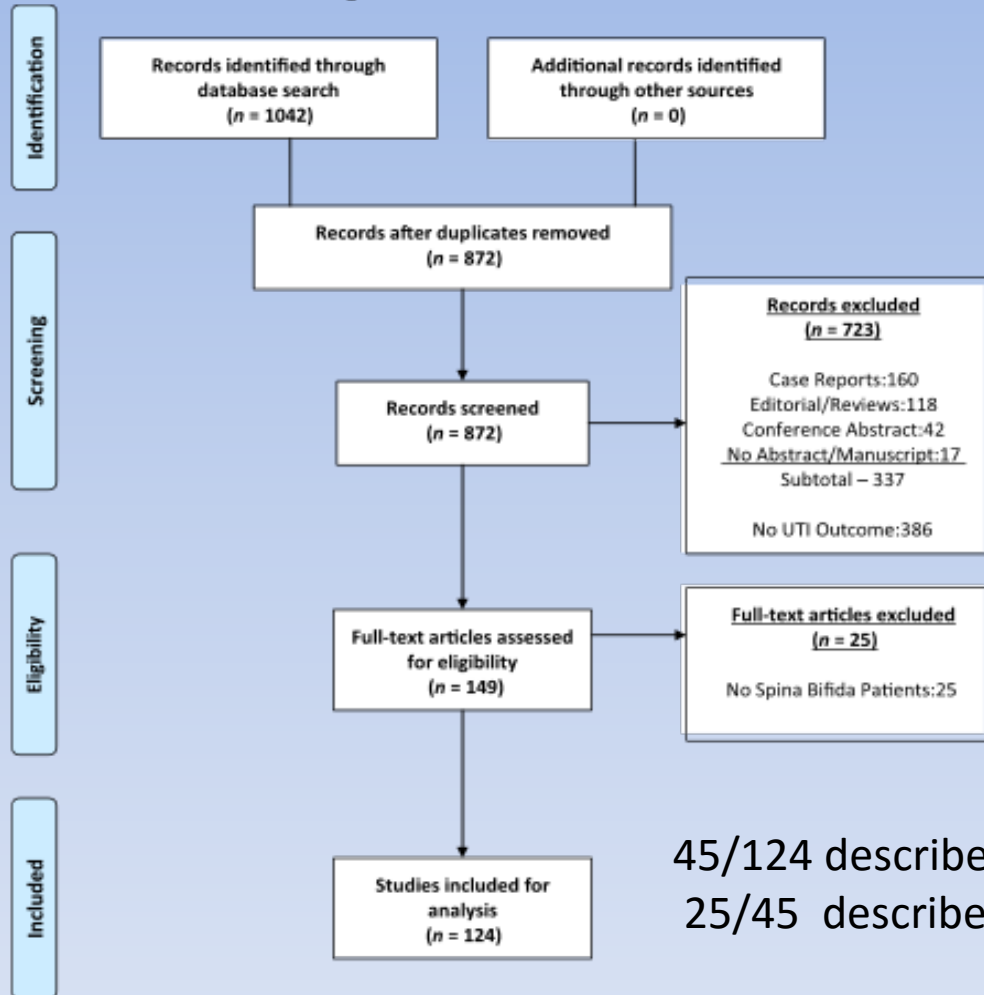 Identification
Records identified through
database search
(n = 1042)
Additional records identified
through other sources
(n = 0)
Screening
Records after duplicates removed
(n = 872)
Records screened
(n = 872)
Records excluded
(n = 723)
Case Reports:160
Editorial/Reviews:118
Conference Abstract:42
No Abstract/Manuscript:17
Subtotal – 337
No UTI Outcome:386
Eligibility
Full-text articles assessed
for eligibility
(n = 149)
Full-text articles excluded
(n = 25)
No Spina Bifida Patients:25
Included
Studies included for
analysis
(n = 124)
45/124 describe
25/45 describe